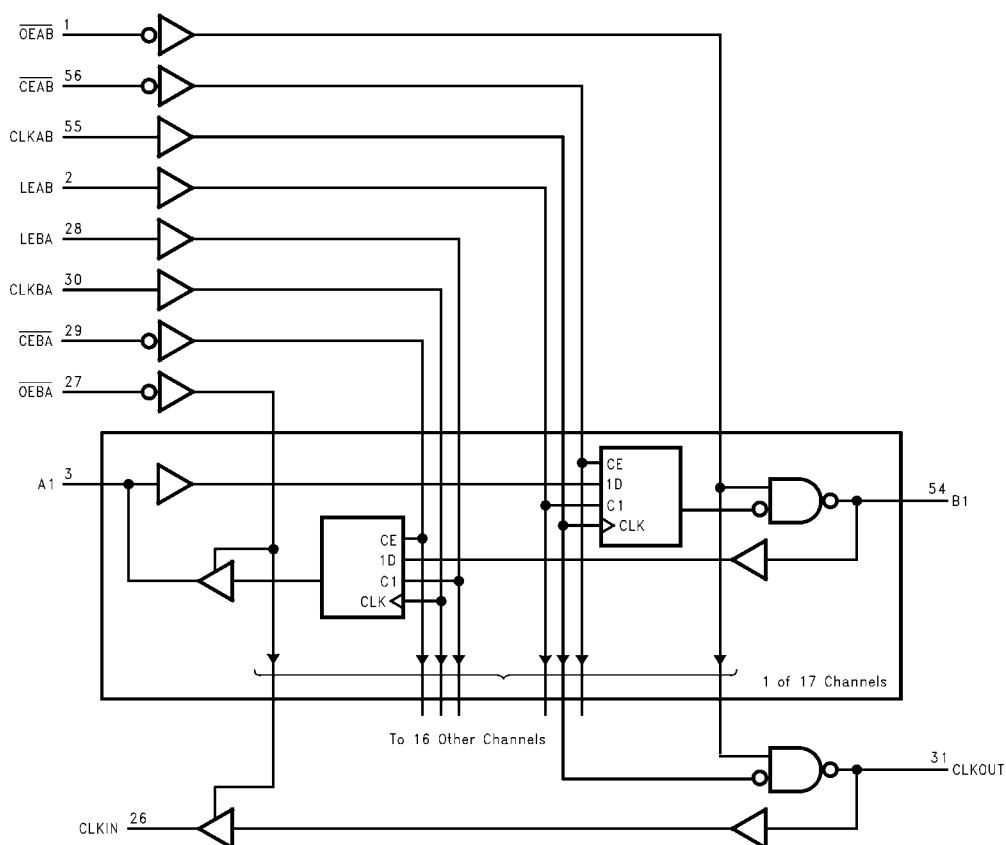 OEAB 1
CEAB 56
CLKAB 55
LEAB 2
LEBA 28
CLKBA 30
CEBA 29
OEBA 27
A1 3
CE
1D
C1
CLK
54 B1
CE
1D
C1
CLK
1 of 17 Channels
To 16 Other Channels
31 CLKOUT
CLKIN 26